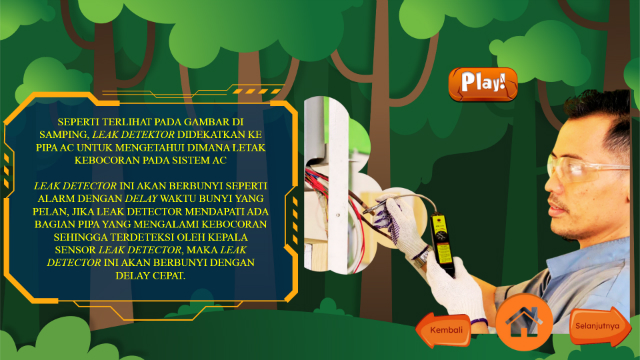 Play!
SEPERTI TERLIHAT PADA GAMBAR DI
SAMPING, LEAK DETEKTOR DIDEKATKAN KE
PIPA AC UNTUK MENGETAHUI DIMANA LETAK
KEBOCORAN PADA SISTEM AC
LEAK DETECTOR INI AKAN BERBUNYI SEPERTI
ALARM DENGAN DELAY WAKTU BUNYI YANG
PELAN, JIKA LEAK DETECTOR MENDAPATI ADA
BAGIAN PIPA YANG MENGALAMI KEBOCORAN
SEHINGGA TERDETEKSI OLEH KEPALA
SENSOR LEAK DETECTOR, MAKA LEAK
DETECTOR INI AKAN BERBUNYI DENGAN
DELAY CEPAT.
Kembali
Selanjutnya